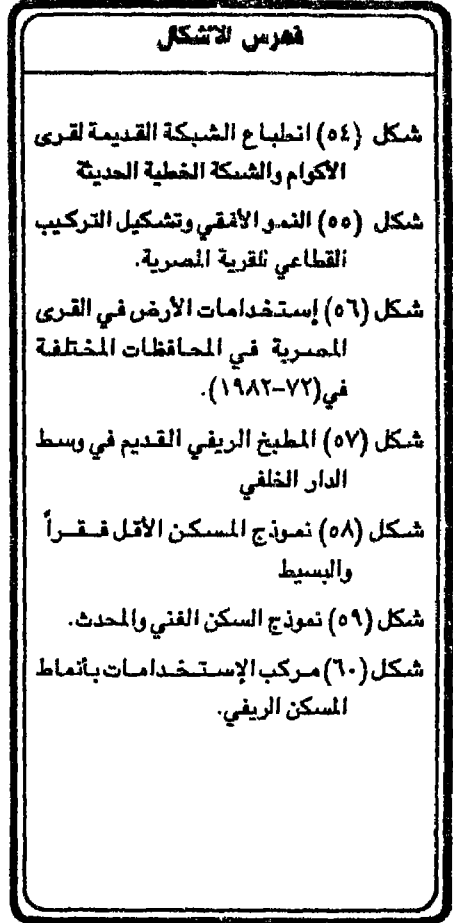 فهرس الأشكال
شكل (٥٤) انطباع الشبكة القديمة لقرى
الأكوام والشبكة الخطية الحديثة
شكل (٥٥) النمو الأفقي وتشكيل التركيب
القطاعي للقرية المصرية.
شكل (٥٦) إستخدامات الأرض في القرى
المصرية في المحافظات المختلفة
في (٧٢-١٩٨٢).
شكل (٥٧) المطبخ الريفي القديم في وسط
الدار الخلفي
شكل (٥٨) نموذج المسكن الأقل فقراً
والبسيط
شكل (٥٩) نموذج السكن الغني والمحدث.
شكل (٦٠) مركب الإستخدامات بأنماط
المسكن الريفي.